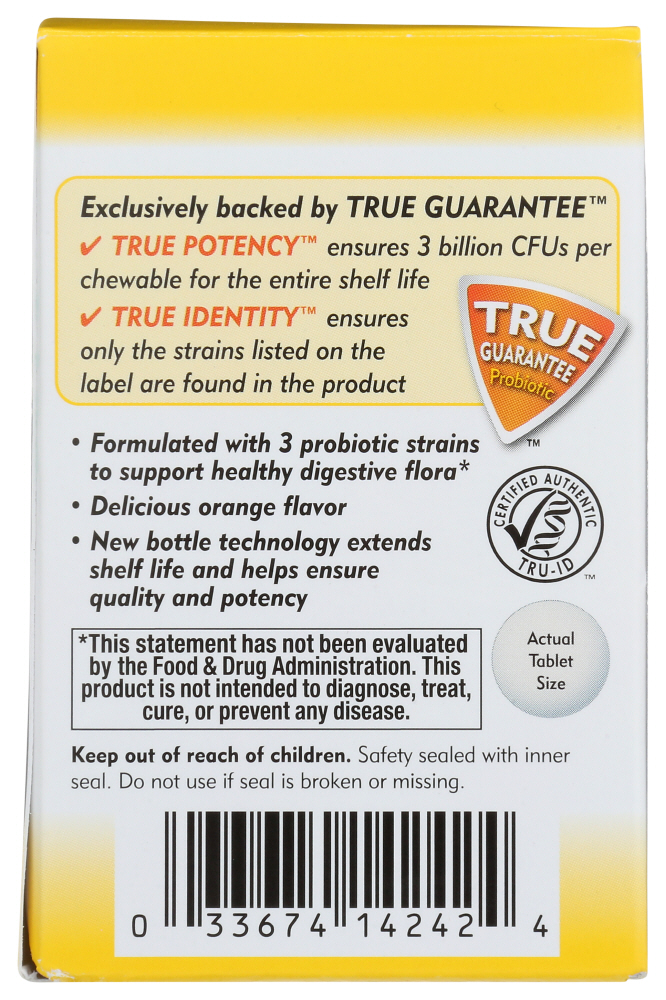 Exclusively backed by TRUE GUARANTEE™
✔ TRUE POTENCY™ ensures 3 billion CFUs per
chewable for the entire shelf life
✔ TRUE IDENTITY™ ensures
only the strains listed on the
label are found in the product
TRUE
GUARANTEE
Probiotic
TM
• Formulated with 3 probiotic strains
to support healthy digestive flora*
• Delicious orange flavor
• New bottle technology extends
shelf life and helps ensure
quality and potency
CERTIFIED AUTHENTIC
TRU-ID
TM
*This statement has not been evaluated
by the Food & Drug Administration. This
product is not intended to diagnose, treat,
cure, or prevent any disease.
Actual
Tablet
Size
Keep out of reach of children. Safety sealed with inner
seal. Do not use if seal is broken or missing.
0 33674 14242 4